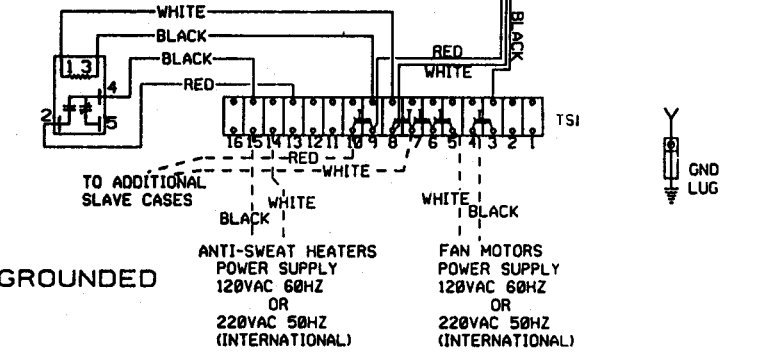 WHITE
BLACK
BLACK
RED
BLACK
RED
WHITE
1 3
4
2
5
TS1
16 15 14 13 12 11 10 9 8 7 6 5 4 3 2 1
RED
WHITE
TO ADDITIONAL
SLAVE CASES
GND
LUG
WHITE
BLACK
WHITE
BLACK
ANTI-SWEAT HEATERS
POWER SUPPLY
120VAC 60HZ
OR
220VAC 50HZ
(INTERNATIONAL)
FAN MOTORS
POWER SUPPLY
120VAC 60HZ
OR
220VAC 50HZ
(INTERNATIONAL)
GROUNDED